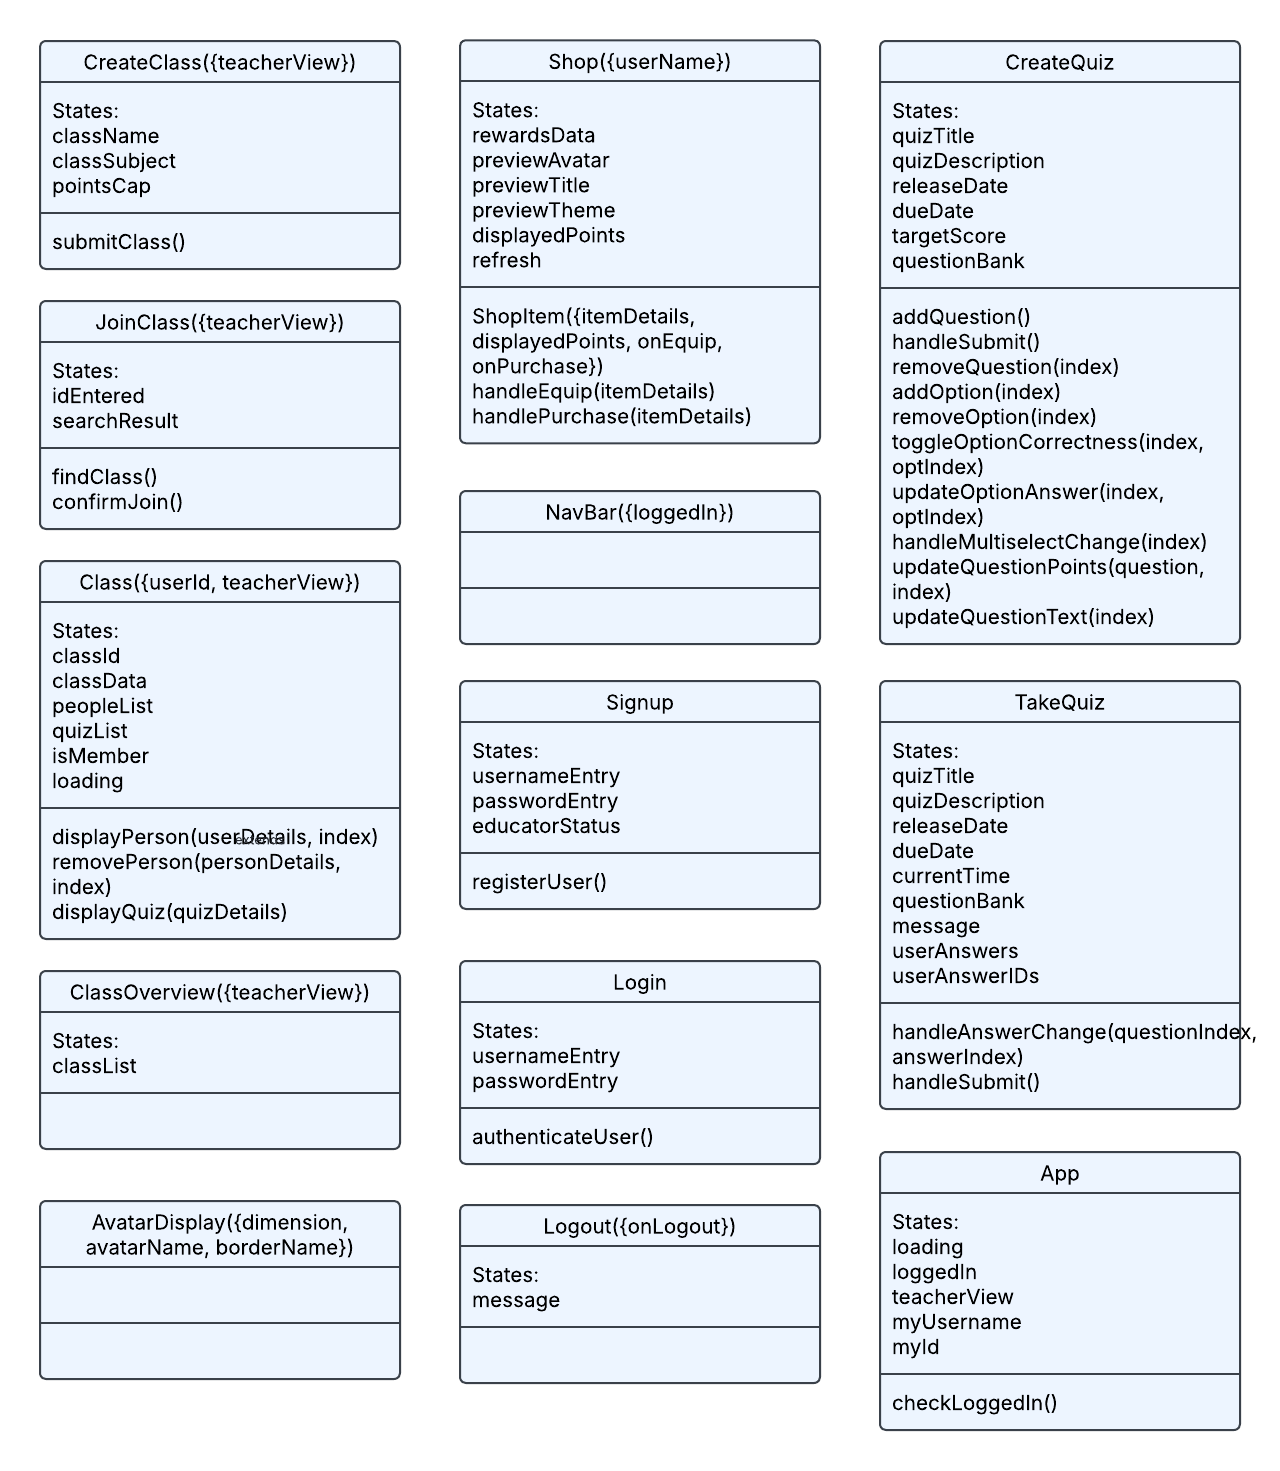 CreateClass({teacherView})
States:
className
classSubject
pointsCap
submitClass()
JoinClass({teacherView})
States:
idEntered
searchResult
findClass()
confirmJoin()
Class({userId, teacherView})
States:
classId
classData
peopleList
quizList
isMember
loading
displayPerson(userDetails, index)
extends
removePerson(personDetails,
index)
displayQuiz(quizDetails)
ClassOverview({teacherView})
States:
classList
AvatarDisplay({dimension,
avatarName, borderName})
Shop({userName})
States:
rewardsData
previewAvatar
previewTitle
previewTheme
displayedPoints
refresh
ShopItem({itemDetails,
displayedPoints, onEquip,
onPurchase})
handleEquip(itemDetails)
handlePurchase(itemDetails)
NavBar({loggedIn})
Signup
States:
usernameEntry
passwordEntry
educatorStatus
registerUser()
Login
States:
usernameEntry
passwordEntry
authenticateUser()
Logout({onLogout})
States:
message
CreateQuiz
States:
quizTitle
quizDescription
releaseDate
dueDate
targetScore
questionBank
addQuestion()
handleSubmit()
removeQuestion(index)
addOption(index)
removeOption(index)
toggleOptionCorrectness(index,
optIndex)
updateOptionAnswer(index,
optIndex)
handleMultiselectChange(index)
updateQuestionPoints(question,
index)
updateQuestionText(index)
TakeQuiz
States:
quizTitle
quizDescription
releaseDate
dueDate
currentTime
questionBank
message
userAnswers
userAnswerIDs
handleAnswerChange(questionIndex,
answerIndex)
handleSubmit()
App
States:
loading
loggedIn
teacherView
myUsername
myId
checkLoggedIn()